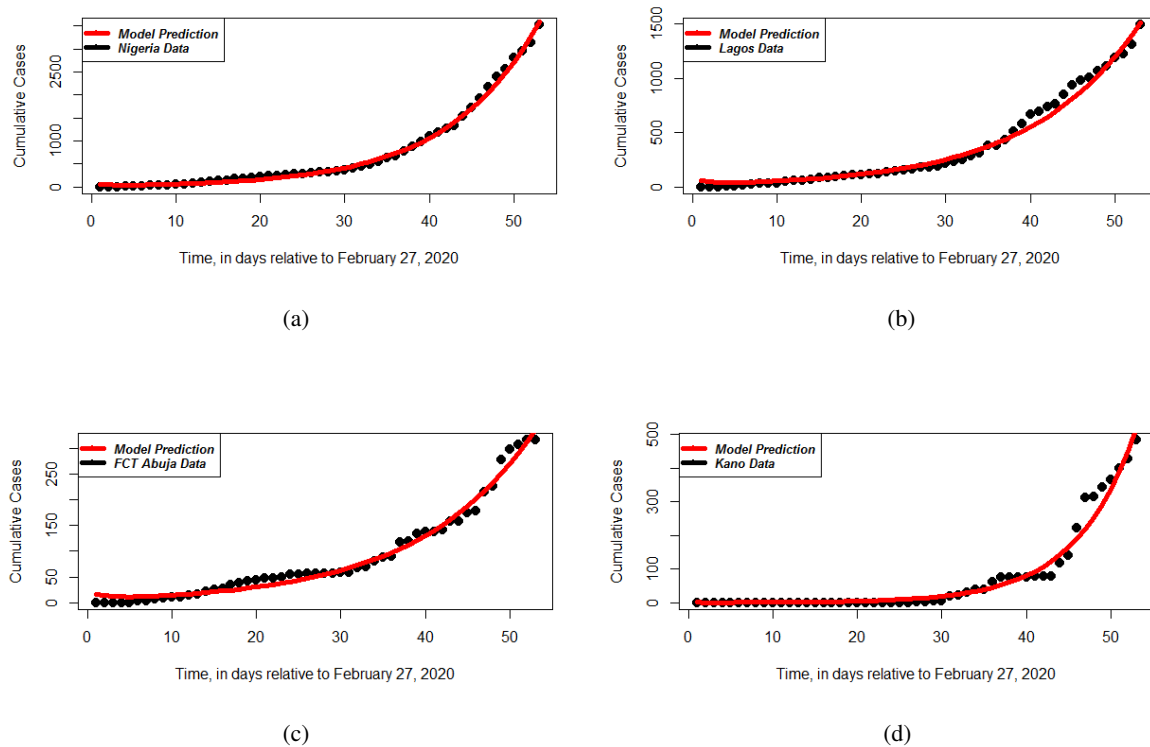 Model Prediction
Nigeria Data
Cumulative Cases
0 1000 2500
0 10 20 30 40 50
Time, in days relative to February 27, 2020
(a)
Model Prediction
Lagos Data
Cumulative Cases
0 500 1000 1500
0 10 20 30 40 50
Time, in days relative to February 27, 2020
(b)
Model Prediction
FCT Abuja Data
Cumulative Cases
0 50 150 250
0 10 20 30 40 50
Time, in days relative to February 27, 2020
(c)
Model Prediction
Kano Data
Cumulative Cases
0 100 300 500
0 10 20 30 40 50
Time, in days relative to February 27, 2020
(d)